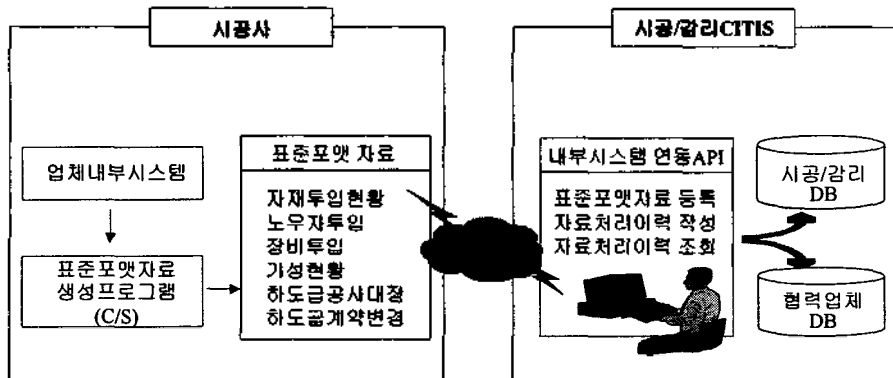 시공사
시공/감리CITIS
업체내부시스템
표준포맷자료
생성프로그램
(C/S)
표준포맷 자료
자재투입현황
노무자투입
장비투입
기성현황
하도급공사대장
하도급계약변경
내부시스템 연동API
표준포맷자료 등록
자료처리이력 작성
자료처리이력 조회
시공/감리
DB
협력업체
DB